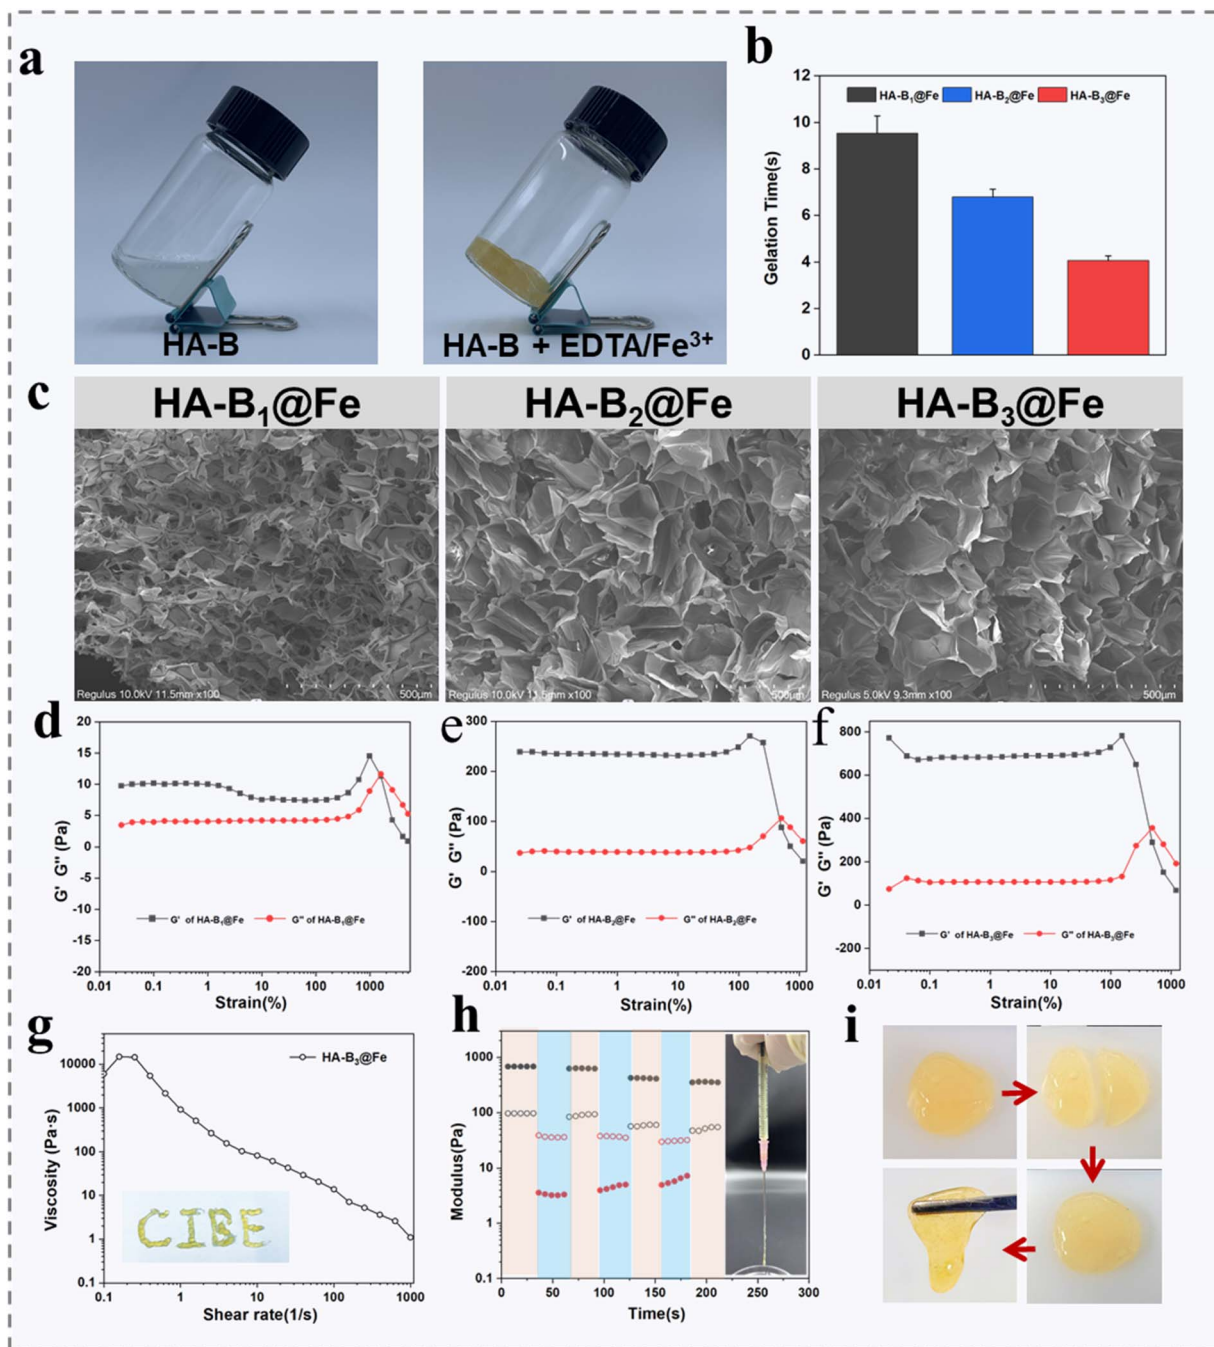 a
HA-B
HA-B + EDTA/Fe³⁺
b
12
10
8
6
4
2
0
Gelation Time(s)
HA-B₁@Fe
HA-B₂@Fe
HA-B₃@Fe
c
HA-B₁@Fe
HA-B₂@Fe
HA-B₃@Fe
Regulus 10.0kV 11.5mm x100
500µm
Regulus 10.0kV 11.5mm x100
500µm
Regulus 5.0kV 9.3mm x100
500µm
d
20
15
10
5
0
-5
-10
-15
-20
G' G" (Pa)
G' of HA-B₁@Fe
G" of HA-B₁@Fe
0.01 0.1 1 10 100 1000
Strain(%)
e
300
200
100
0
-100
-200
G' G" (Pa)
G' of HA-B₂@Fe
G" of HA-B₂@Fe
0.01 0.1 1 10 100 1000
Strain(%)
f
800
600
400
200
0
-200
G' G" (Pa)
G' of HA-B₃@Fe
G" of HA-B₃@Fe
0.01 0.1 1 10 100 1000
Strain(%)
g
10000
1000
100
10
1
0.1
Viscosity (Pa·s)
HA-B₃@Fe
CIBE
0.1 1 10 100 1000
Shear rate(1/s)
h
1000
100
10
1
0.1
Modulus(Pa)
0 50 100 150 200 250 300
Time(s)
i